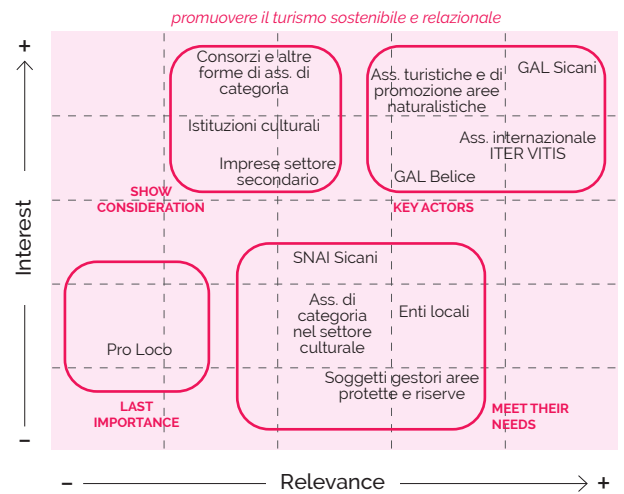 promuovere il turismo sostenibile e relazionale
+
Interest
–
Consorzi e altre
forme di ass. di
categoria
Istituzioni culturali
Imprese settore
secondario
SHOW
CONSIDERATION
GAL Sicani
Ass. turistiche e di
promozione aree
naturalistiche
Ass. internazionale
ITER VITIS
GAL Belice
KEY ACTORS
Pro Loco
LAST
IMPORTANCE
SNAI Sicani
Ass. di
categoria
nel settore
culturale
Enti locali
Soggetti gestori aree
protette e riserve
MEET THEIR
NEEDS
– Relevance +